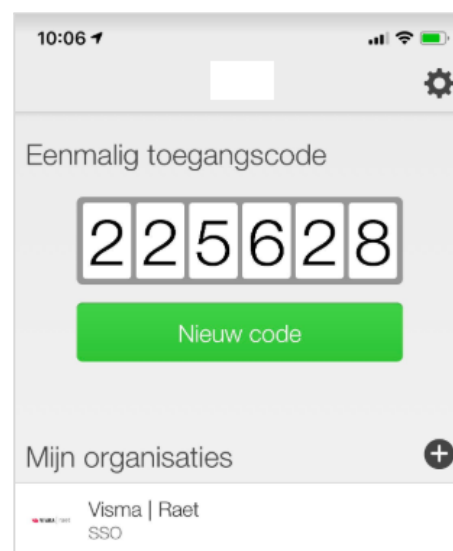 10:06
Eenmalig toegangscode
225628
Nieuw code
Mijn organisaties
Visma | Raet
SSO